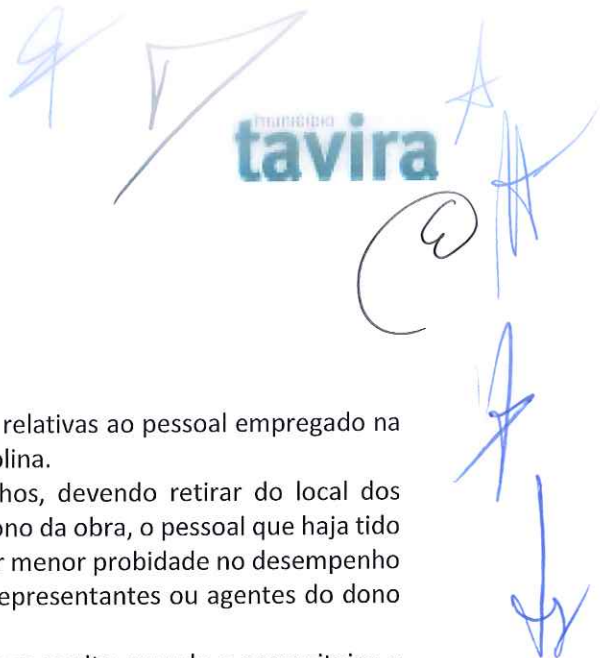 município
tavira
relativas ao pessoal empregado na
lina.
hos, devendo retirar do local dos
ono da obra, o pessoal que haja tido
r menor probidade no desempenho
epresentantes ou agentes do dono